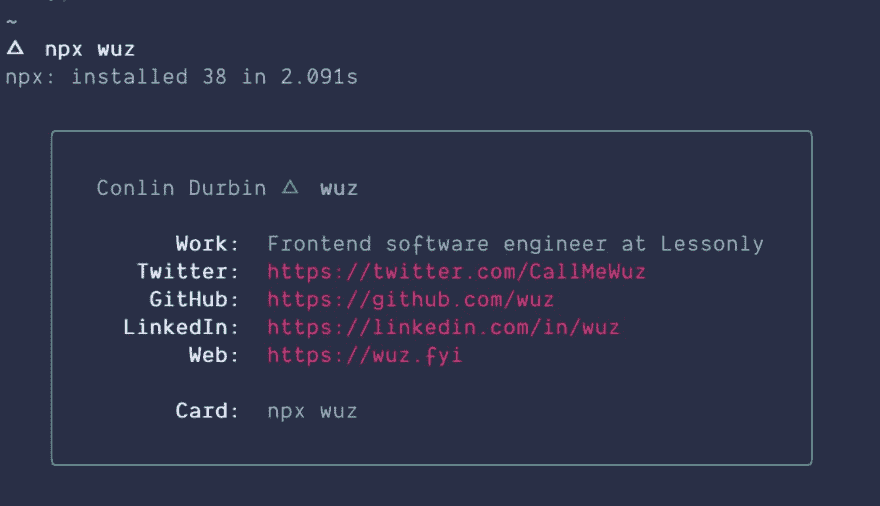 ~
△ npx wuz
npx: installed 38 in 2.091s
Conlin Durbin △ wuz
Work: Frontend software engineer at Lessonly
Twitter: https://twitter.com/CallMeWuz
GitHub: https://github.com/wuz
LinkedIn: https://linkedin.com/in/wuz
Web: https://wuz.fyi
Card: npx wuz